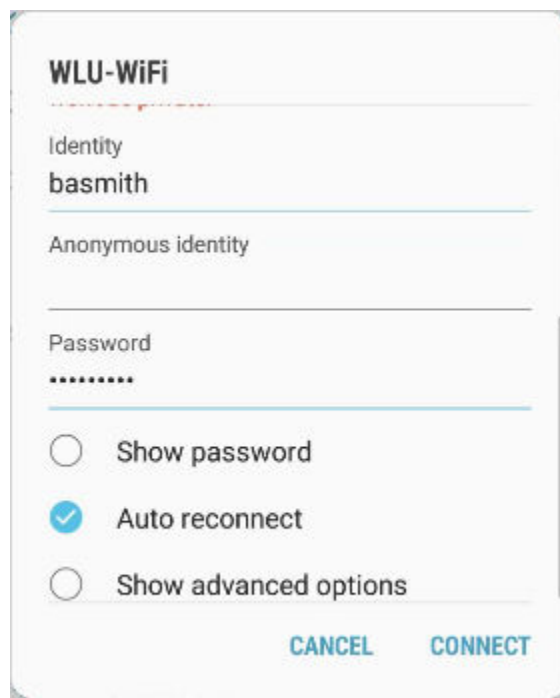 WLU-WiFi
Identity
basmith
Anonymous identity
Password
•••••••••
Show password
Auto reconnect
Show advanced options
CANCEL CONNECT